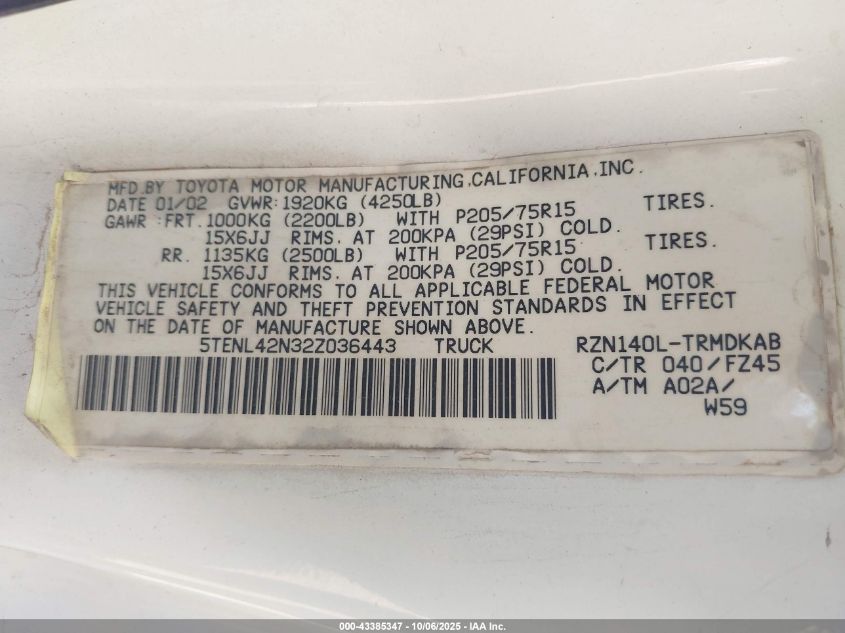 MFD.BY TOYOTA MOTOR MANUFACTURING.CALIFORNIA.INC.
DATE 01/02 GVWR:1920KG (4250LB)
GAWR :FRT.1000KG (2200LB) WITH P205/75R15 TIRES.
15X6JJ RIMS. AT 200KPA (29PSI) COLD.
RR. 1135KG (2500LB) WITH P205/75R15 TIRES.
15X6JJ RIMS. AT 200KPA (29PSI) COLD.
THIS VEHICLE CONFORMS TO ALL APPLICABLE FEDERAL MOTOR
VEHICLE SAFETY AND THEFT PREVENTION STANDARDS IN EFFECT
ON THE DATE OF MANUFACTURE SHOWN ABOVE.
5TENL42N32Z036443 TRUCK RZN140L-TRMDKAB
C/TR 040/FZ45
A/TM A02A/
W59
000-43385347 - 10/06/2025 - IAA Inc.